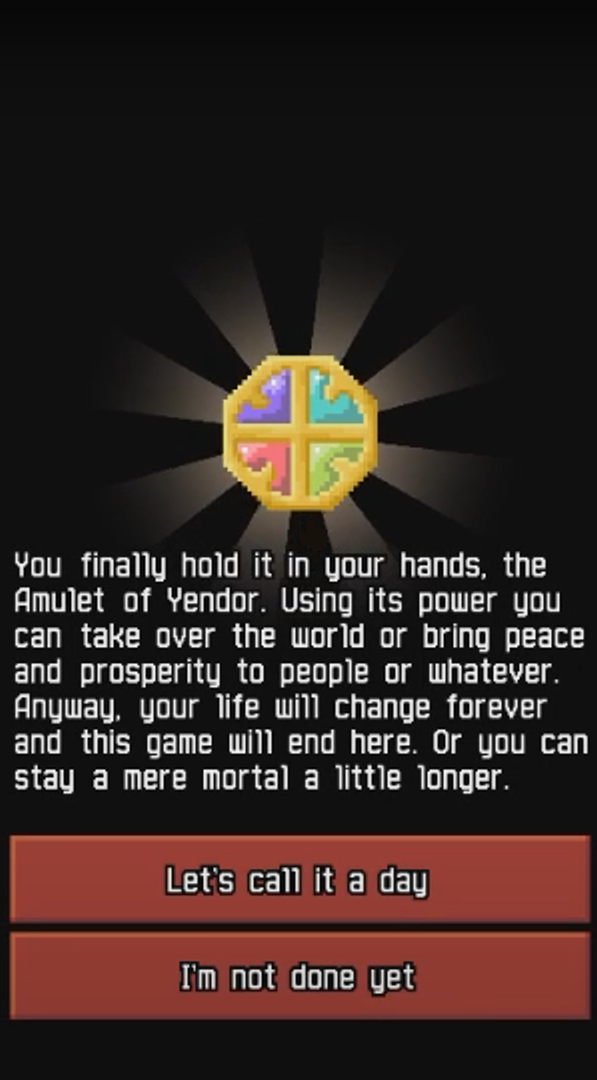 You finally hold it in your hands, the
Amulet of Yendor. Using its power you
can take over the world or bring peace
and prosperity to people or whatever.
Anyway, your life will change forever
and this game will end here. Or you can
stay a mere mortal a little longer.
Let's call it a day
I'm not done yet